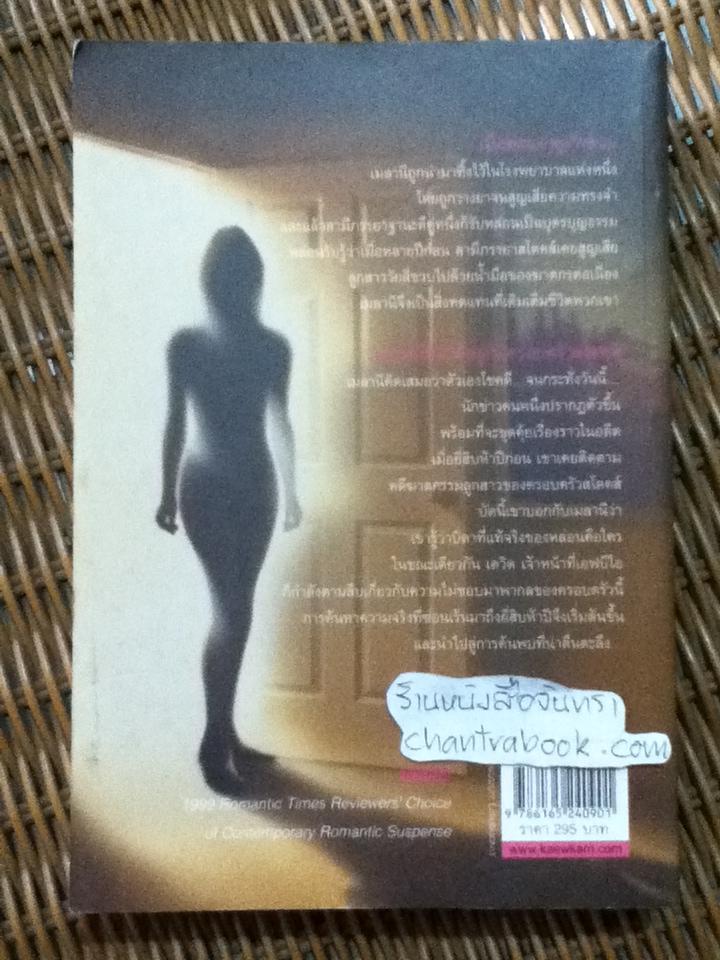 เมลานีถูกนำมาทิ้งไว้ในโรงพยาบาลแห่งหนึ่ง
โดยถูกวางยาจนสูญเสียความทรงจำ
และแล้วสามีภรรยาฐานะดีคู่หนึ่งก็รับหล่อนเป็นบุตรบุญธรรม
หล่อนรับรู้ว่าเมื่อหลายปีก่อน สามีภรรยาสโตคส์เคยสูญเสีย
ลูกสาววัยสี่ขวบไปด้วยน้ำมือของฆาตกรต่อเนื่อง
เมลานีจึงเป็นสิ่งทดแทนที่เติมเต็มชีวิตพวกเขา
เมลานีคิดเสมอว่าตัวเองโชคดี...จนกระทั่งวันนี้...
นักข่าวคนหนึ่งปรากฏตัวขึ้น
พร้อมที่จะขุดคุ้ยเรื่องราวในอดีต
เมื่อยี่สิบห้าปีก่อน เขาเคยติดตาม
คดีฆาตกรรมลูกสาวของครอบครัวสโตคส์
บัดนี้เขาบอกกับเมลานีว่า
เขารู้ว่าบิดาที่แท้จริงของหล่อนคือใคร
ในขณะเดียวกัน เดวิด เจ้าหน้าที่เอฟบีไอ
ก็กำลังตามสืบเกี่ยวกับความไม่ชอบมาพากลของครอบครัวนี้
การค้นหาความจริงที่ซ่อนเร้นมาถึงยี่สิบห้าปีจึงเริ่มต้นขึ้น
และนำไปสู่การค้นพบที่น่าตื่นตะลึง
ร้านหนังสือจันทรา
chantrabook.com
1999 Romantic Times Reviewers' Choice
of Contemporary Romantic Suspense
9 786165 240901
ราคา 295 บาท
www.kaewkarn.com